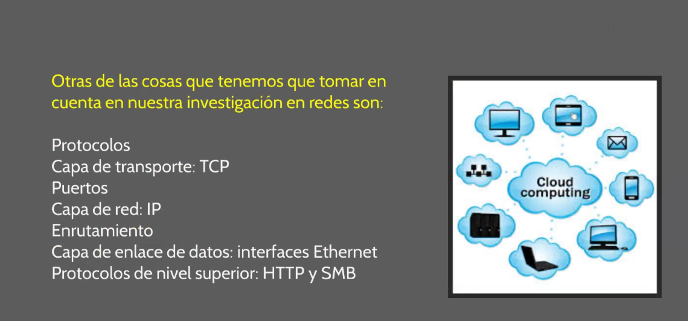 Otras de las cosas que tenemos que tomar en
cuenta en nuestra investigación en redes son:
Protocolos
Capa de transporte: TCP
Puertos
Capa de red: IP
Enrutamiento
Capa de enlace de datos: interfaces Ethernet
Protocolos de nivel superior: HTTP y SMB
Cloud
computing